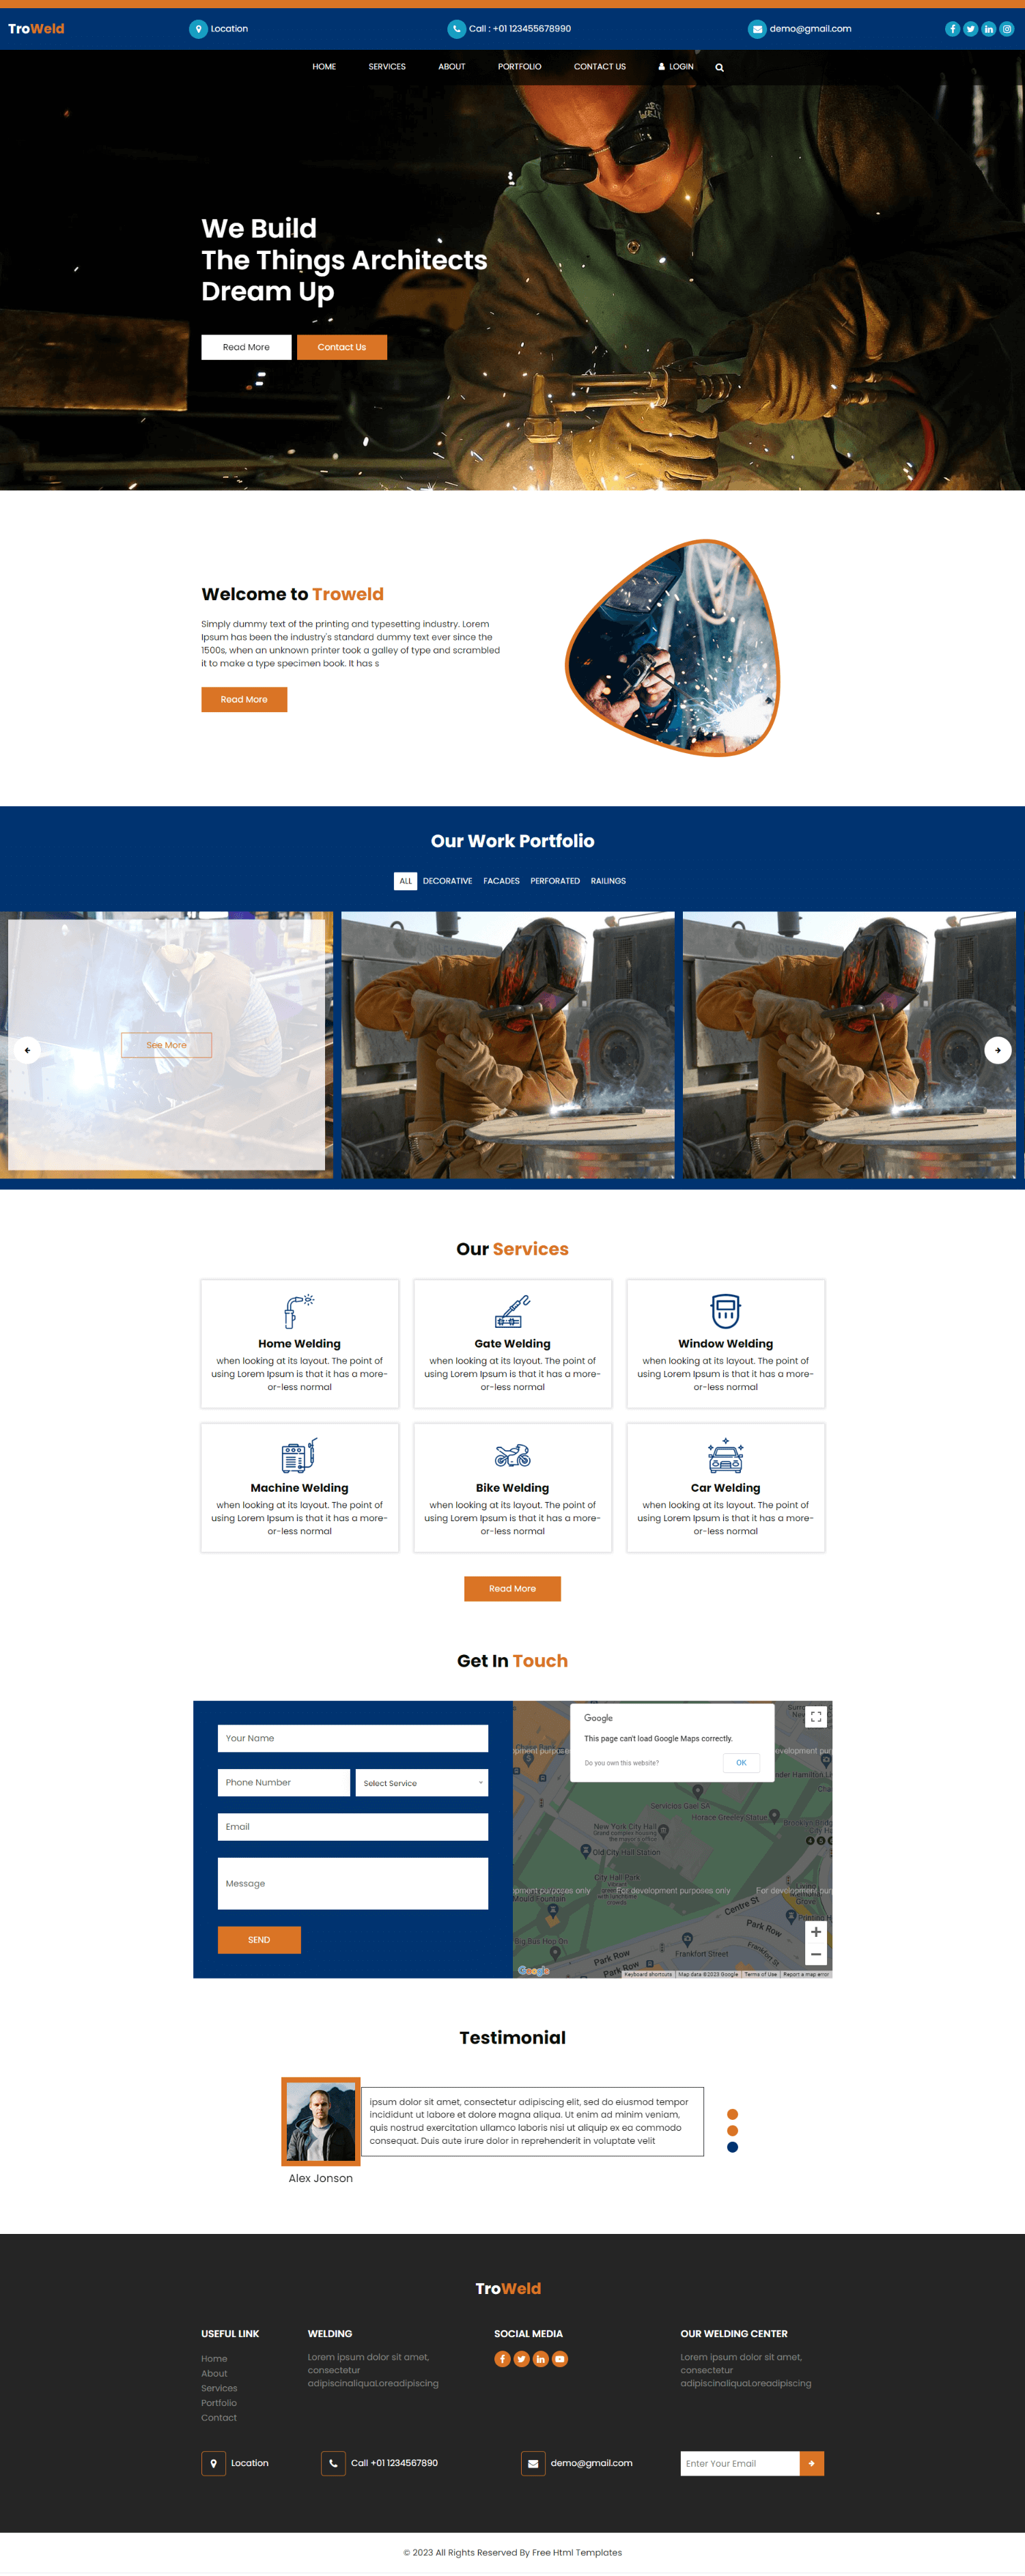 TroWeld
Location
Call : +01 123455678990
demo@gmail.com
HOME
SERVICES
ABOUT
PORTFOLIO
CONTACT US
LOGIN
We Build
The Things Architects
Dream Up
Read More
Contact Us
Welcome to Troweld
Simply dummy text of the printing and typesetting industry. Lorem
Ipsum has been the industry's standard dummy text ever since the
1500s, when an unknown printer took a galley of type and scrambled
it to make a type specimen book. It has s
Read More
Our Work Portfolio
ALL
DECORATIVE
FACADES
PERFORATED
RAILINGS
See More
Our Services
Home Welding
when looking at its layout. The point of
using Lorem Ipsum is that it has a more-
or-less normal
Gate Welding
when looking at its layout. The point of
using Lorem Ipsum is that it has a more-
or-less normal
Window Welding
when looking at its layout. The point of
using Lorem Ipsum is that it has a more-
or-less normal
Machine Welding
when looking at its layout. The point of
using Lorem Ipsum is that it has a more-
or-less normal
Bike Welding
when looking at its layout. The point of
using Lorem Ipsum is that it has a more-
or-less normal
Car Welding
when looking at its layout. The point of
using Lorem Ipsum is that it has a more-
or-less normal
Read More
Get In Touch
Your Name
Phone Number
Select Service
Email
Message
SEND
Google
This page can't load Google Maps correctly.
Do you own this website?
OK
Servicios Gael SA
Horace Greeley Statue
New York City Hall
Old City Hall Station
City Hall Park
For development purposes only
Centre St
Park Row
Frankfort Street
Park Row
Google
Keyboard shortcuts
Map data ©2023 Google
Terms of Use
Report a map error
Testimonial
ipsum dolor sit amet, consectetur adipiscing elit, sed do eiusmod tempor
incididunt ut labore et dolore magna aliqua. Ut enim ad minim veniam,
quis nostrud exercitation ullamco laboris nisi ut aliquip ex ea commodo
consequat. Duis aute irure dolor in reprehenderit in voluptate velit
Alex Jonson
TroWeld
USEFUL LINK
Home
About
Services
Portfolio
Contact
WELDING
Lorem ipsum dolor sit amet,
consectetur
adipiscinaliquaLoreadipiscing
SOCIAL MEDIA
OUR WELDING CENTER
Lorem ipsum dolor sit amet,
consectetur
adipiscinaliquaLoreadipiscing
Location
Call +01 1234567890
demo@gmail.com
Enter Your Email
© 2023 All Rights Reserved By Free Html Templates